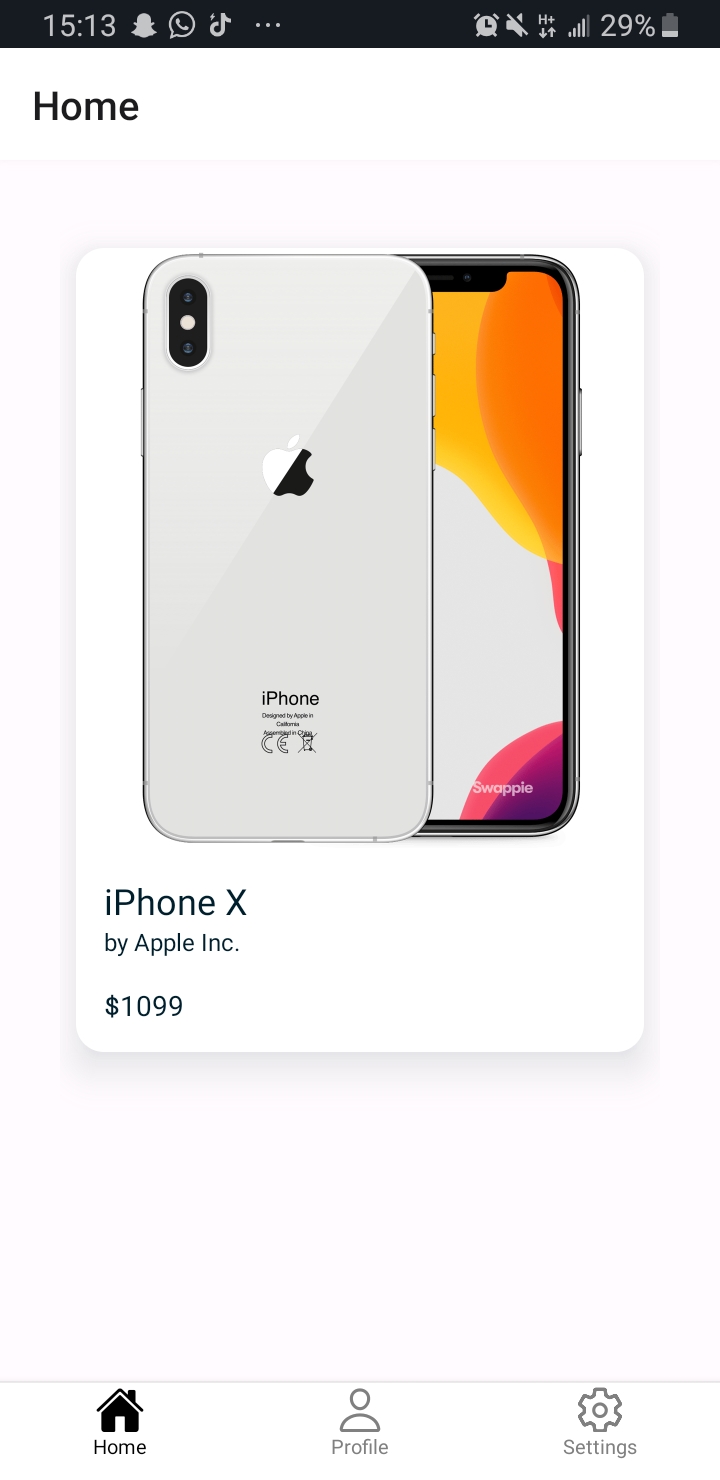 15:13
H+
29%
Home
iPhone
Designed by Apple in
California
Assembled in China
CE
Swappie
iPhone X
by Apple Inc.
$1099
Home
Profile
Settings